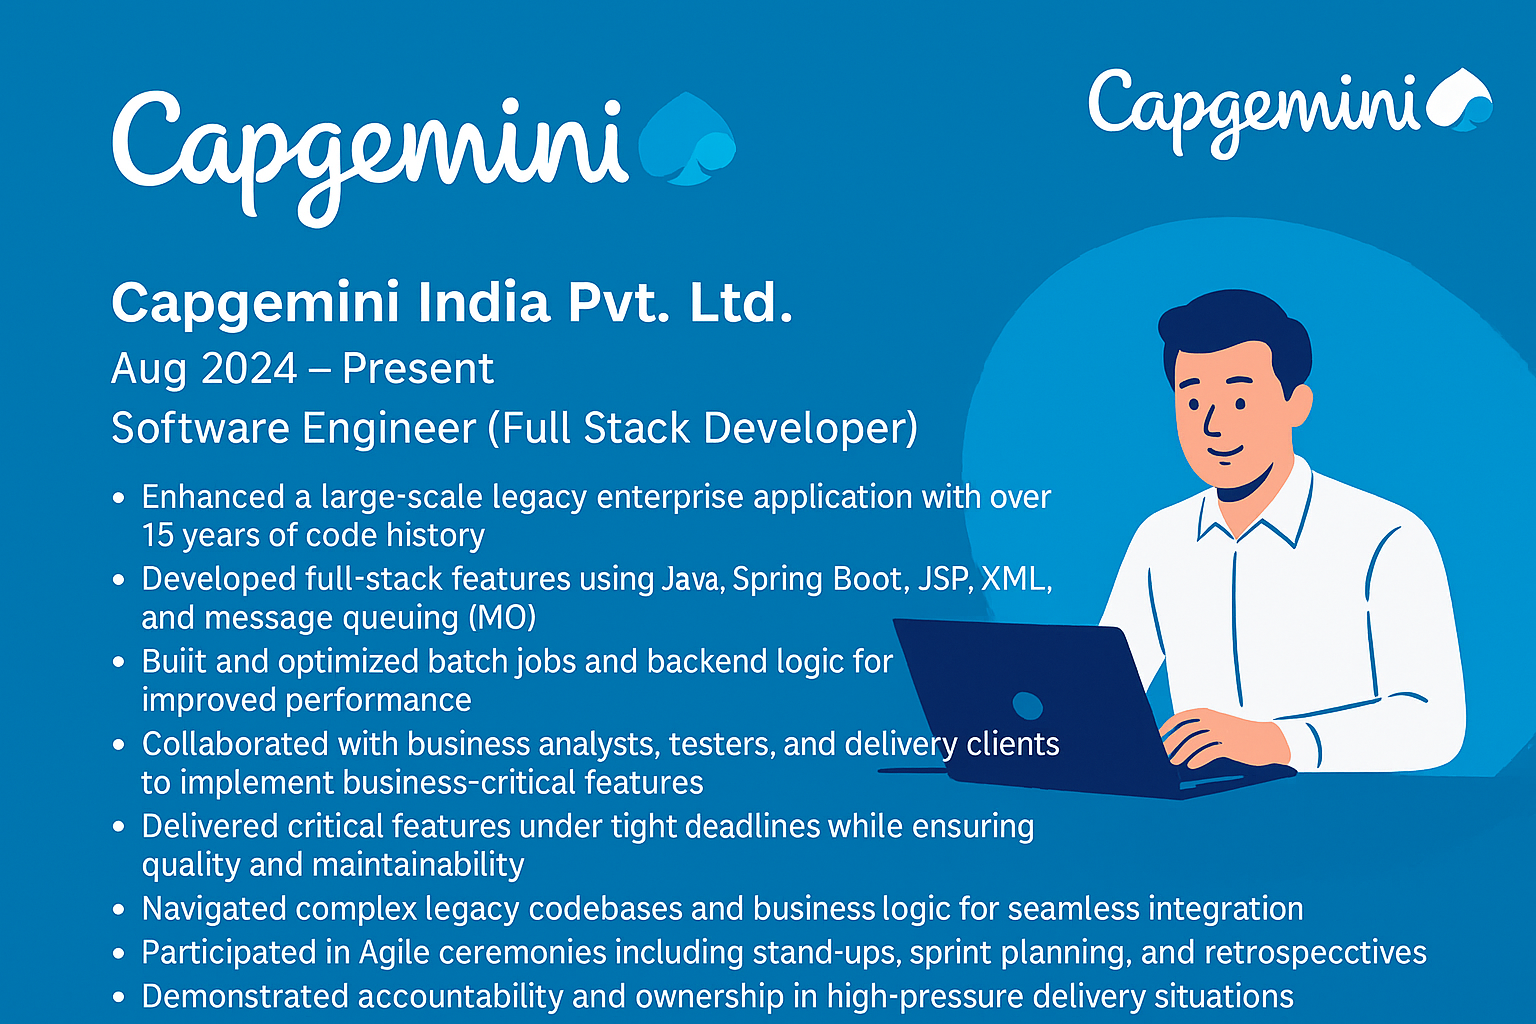 Capgemini
Capgemini
Capgemini India Pvt. Ltd.
Aug 2024 – Present
Software Engineer (Full Stack Developer)
• Enhanced a large-scale legacy enterprise application with over
15 years of code history
• Developed full-stack features using Java, Spring Boot, JSP, XML,
and message queuing (MO)
• Buiit and optimized batch jobs and backend logic for
improved performance
• Collaborated with business analysts, testers, and delivery clients
to implement business-critical features
• Delivered critical features under tight deadlines while ensuring
quality and maintainability
• Navigated complex legacy codebases and business logic for seamless integration
• Participated in Agile ceremonies including stand-ups, sprint planning, and retrospecctives
• Demonstrated accountability and ownership in high-pressure delivery situations